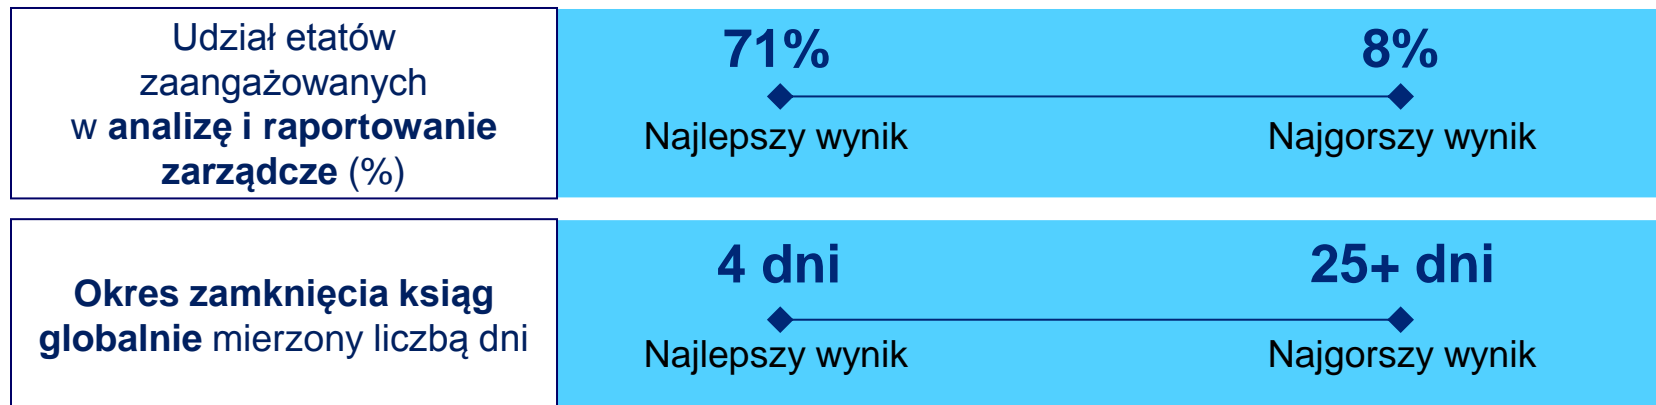 Udział etatów
zaangażowanych
w analizę i raportowanie
zarządcze (%)
71%
8%
Najlepszy wynik
Najgorszy wynik
Okres zamknięcia ksiąg
globalnie mierzony liczbą dni
4 dni
25+ dni
Najlepszy wynik
Najgorszy wynik